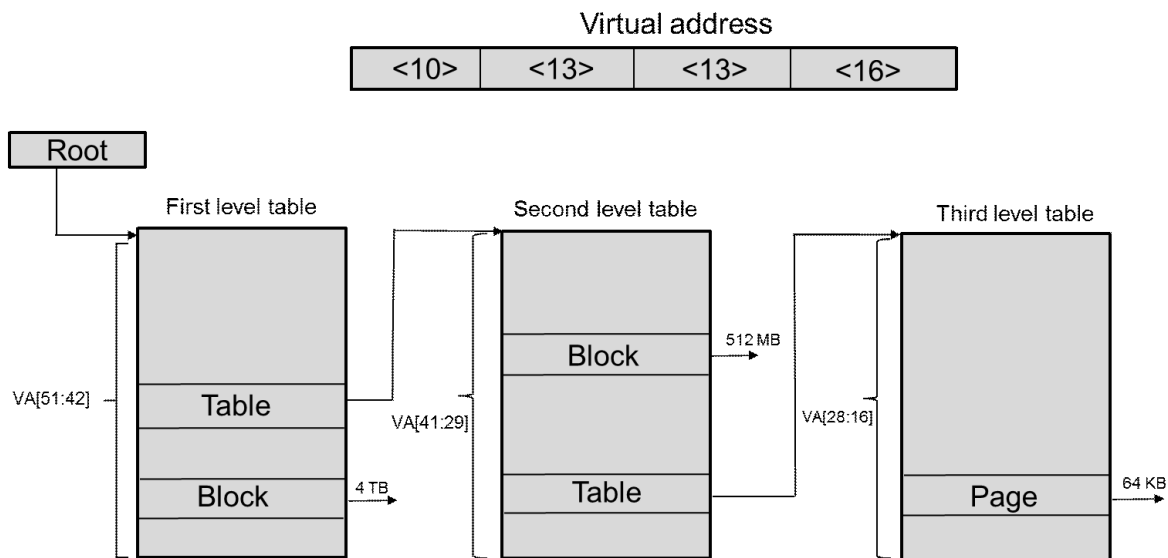 Virtual address
<10> <13> <13> <16>
Root
First level table
Second level table
Third level table
512 MB
Block
VA[51:42]
Table
VA[41:29]
VA[28:16]
Block
4 TB
Table
Page
64 KB